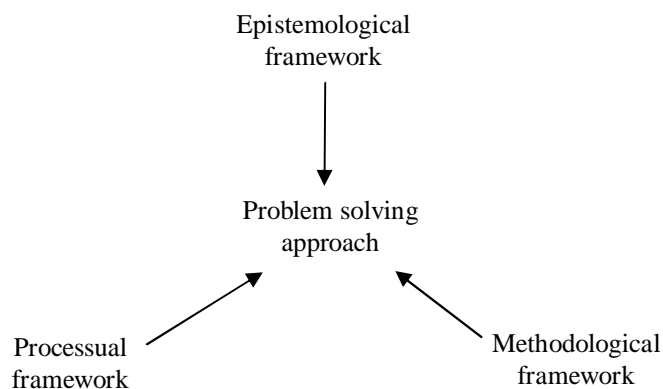 Epistemological
framework
Problem solving
approach
Processual
framework
Methodological
framework